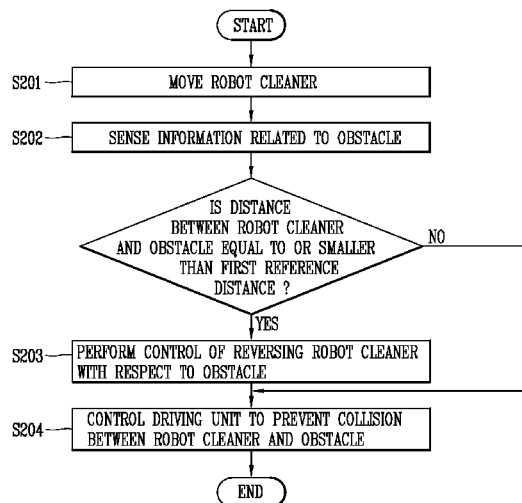 START
S201
MOVE ROBOT CLEANER
S202
SENSE INFORMATION RELATED TO OBSTACLE
IS DISTANCE
BETWEEN ROBOT CLEANER
AND OBSTACLE EQUAL TO OR SMALLER
THAN FIRST REFERENCE
DISTANCE ?
NO
YES
S203
PERFORM CONTROL OF REVERSING ROBOT CLEANER
WITH RESPECT TO OBSTACLE
S204
CONTROL DRIVING UNIT TO PREVENT COLLISION
BETWEEN ROBOT CLEANER AND OBSTACLE
END